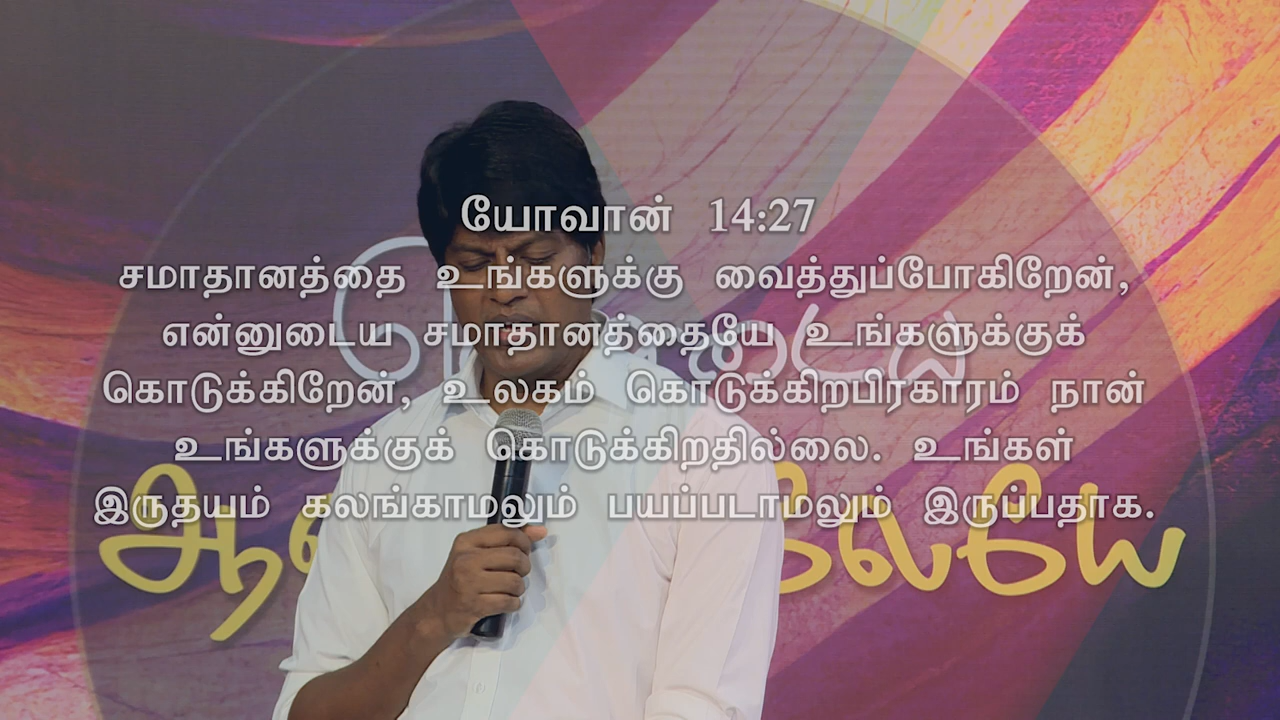 யோவான் 14:27
சமாதானத்தை உங்களுக்கு வைத்துப்போகிறேன்,
என்னுடைய சமாதானத்தையே உங்களுக்குக்
கொடுக்கிறேன், உலகம் கொடுக்கிறபிரகாரம் நான்
உங்களுக்குக் கொடுக்கிறதில்லை. உங்கள்
இருதயம் கலங்காமலும் பயப்படாமலும் இருப்பதாக.